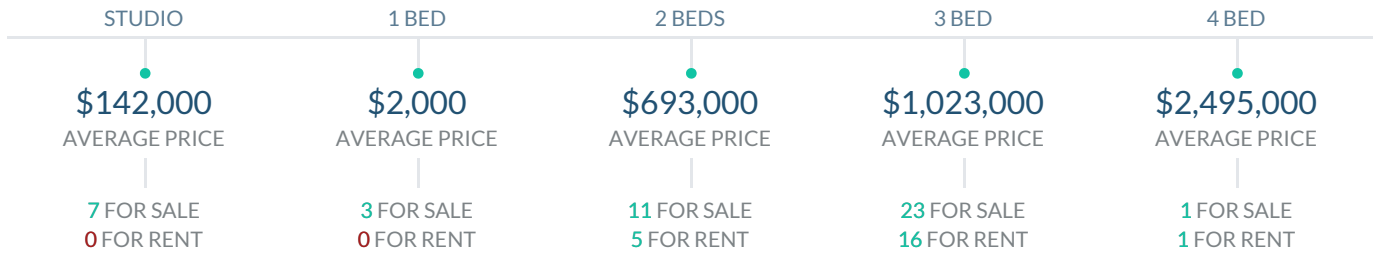 STUDIO 1 BED 2 BEDS 3 BED 4 BED
$142,000 $2,000 $693,000 $1,023,000 $2,495,000
AVERAGE PRICE AVERAGE PRICE AVERAGE PRICE AVERAGE PRICE AVERAGE PRICE
7 FOR SALE 3 FOR SALE 11 FOR SALE 23 FOR SALE 1 FOR SALE
0 FOR RENT 0 FOR RENT 5 FOR RENT 16 FOR RENT 1 FOR RENT